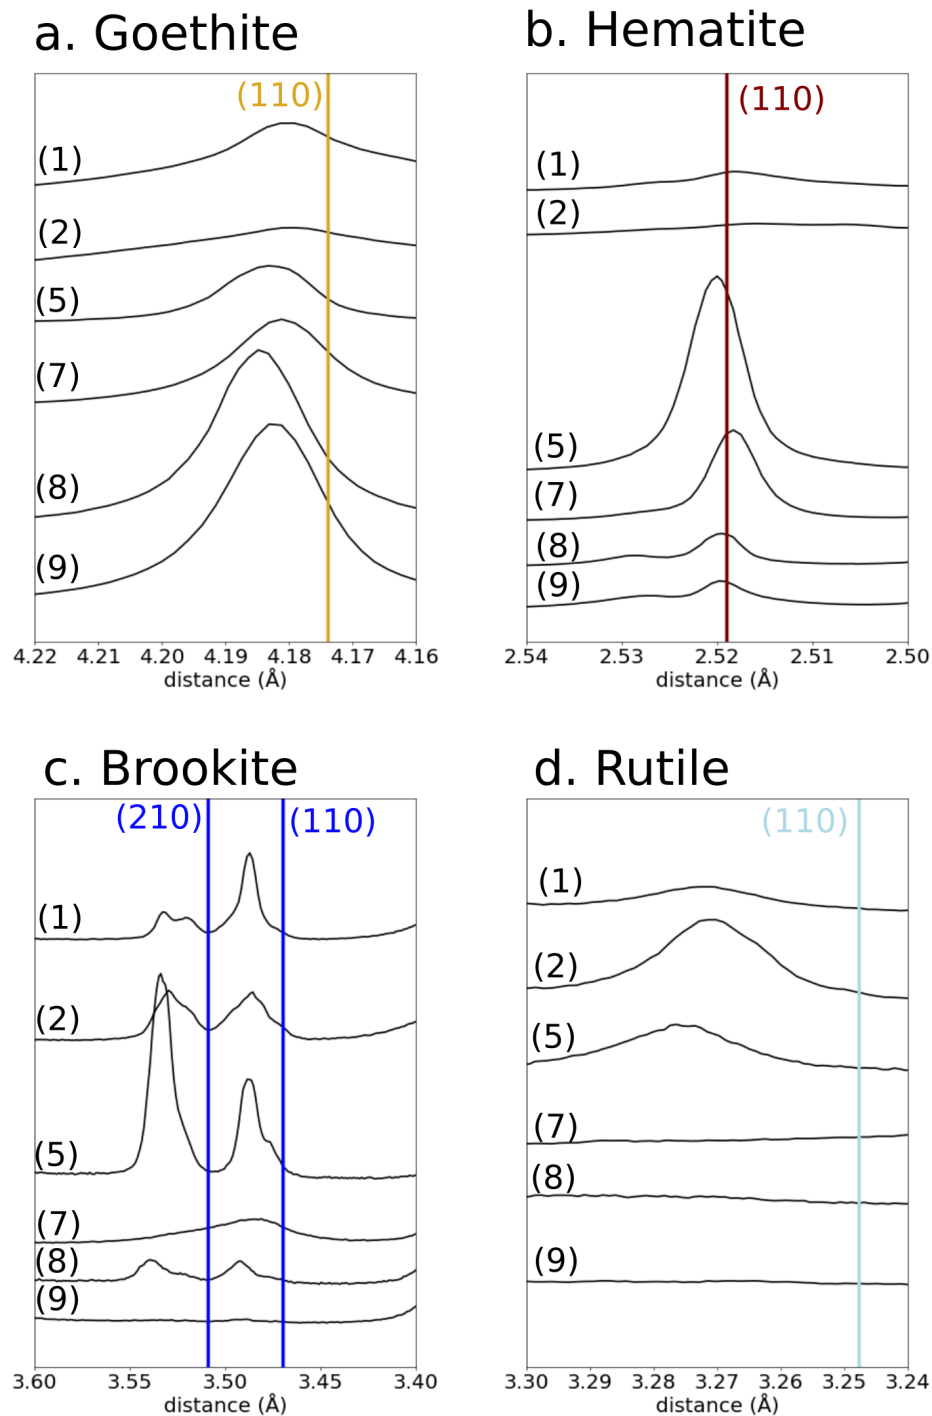 a. Goethite
(110)
(1)
(2)
(5)
(7)
(8)
(9)
4.22 4.21 4.20 4.19 4.18 4.17 4.16
distance (Å)
b. Hematite
(110)
(1)
(2)
(5)
(7)
(8)
(9)
2.54 2.53 2.52 2.51 2.50
distance (Å)
c. Brookite
(210) (110)
(1)
(2)
(5)
(7)
(8)
(9)
3.60 3.55 3.50 3.45 3.40
distance (Å)
d. Rutile
(110)
(1)
(2)
(5)
(7)
(8)
(9)
3.30 3.29 3.28 3.27 3.26 3.25 3.24
distance (Å)